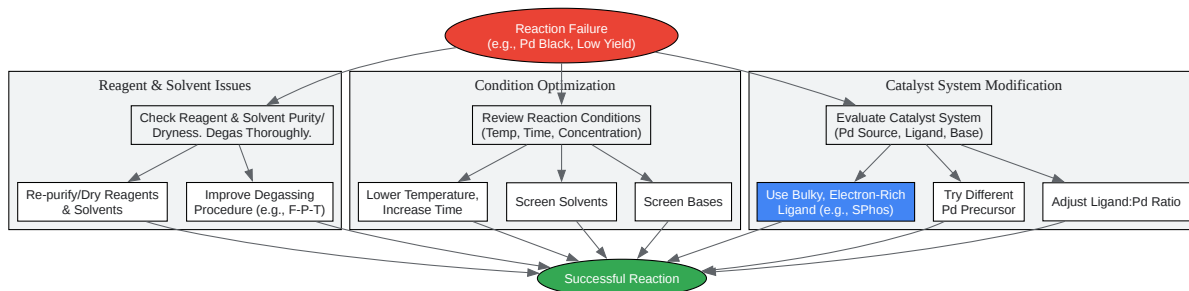 Reaction Failure
(e.g., Pd Black, Low Yield)
Reagent & Solvent Issues
Condition Optimization
Catalyst System Modification
Check Reagent & Solvent Purity/
Dryness. Degas Thoroughly.
Review Reaction Conditions
(Temp, Time, Concentration)
Evaluate Catalyst System
(Pd Source, Ligand, Base)
Re-purify/Dry Reagents
& Solvents
Improve Degassing
Procedure (e.g., F-P-T)
Lower Temperature,
Increase Time
Screen Solvents
Screen Bases
Use Bulky, Electron-Rich
Ligand (e.g., SPhos)
Try Different
Pd Precursor
Adjust Ligand:Pd Ratio
Successful Reaction